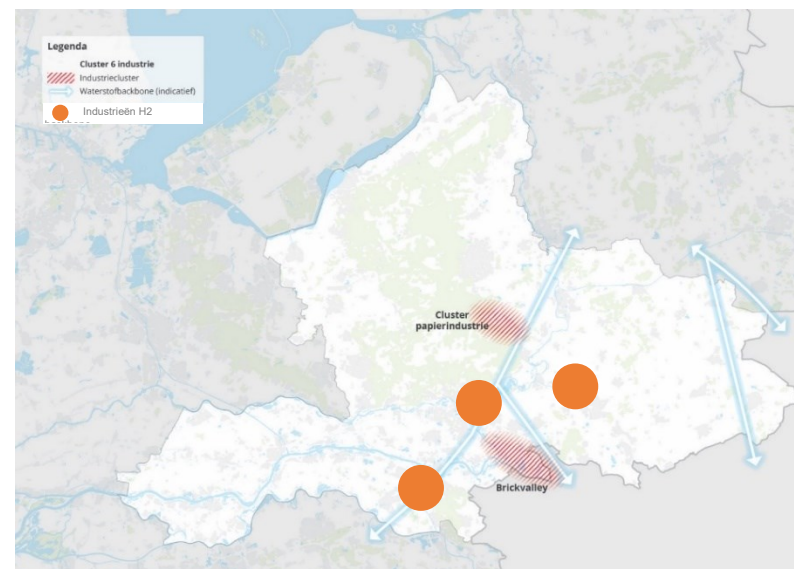 Legenda
Cluster 6 industrie
Industriecluster
Waterstofbackbone (indicatief)
Industrieën H2
Cluster
papierindustrie
Brickvalley